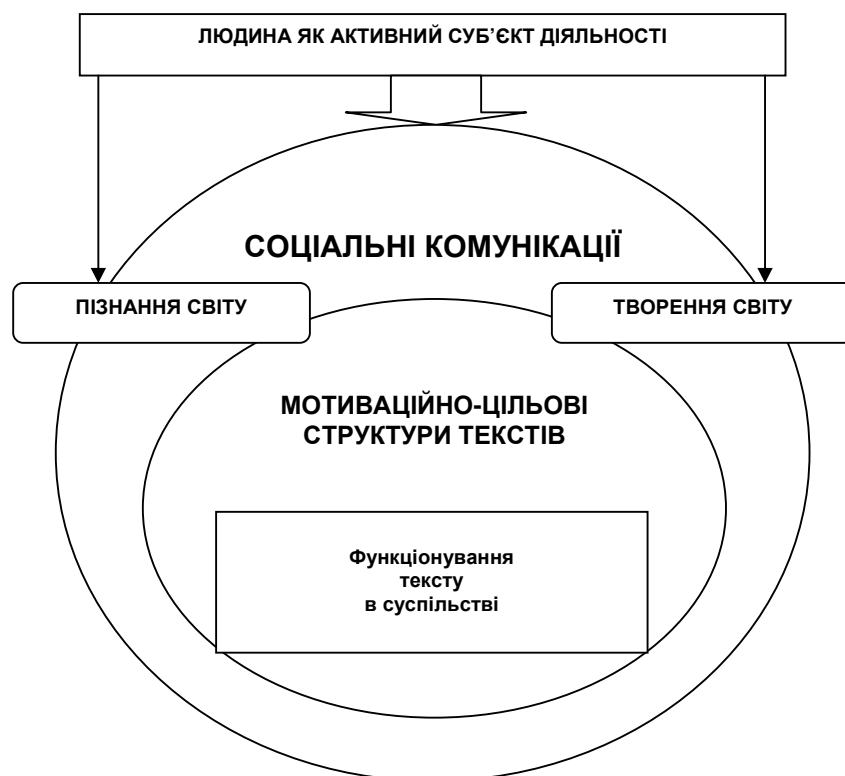 ЛЮДИНА ЯК АКТИВНИЙ СУБ’ЄКТ ДІЯЛЬНОСТІ
СОЦІАЛЬНІ КОМУНІКАЦІЇ
ПІЗНАННЯ СВІТУ
ТВОРЕННЯ СВІТУ
МОТИВАЦІЙНО-ЦІЛЬОВІ
СТРУКТУРИ ТЕКСТІВ
Функціонування
тексту
в суспільстві